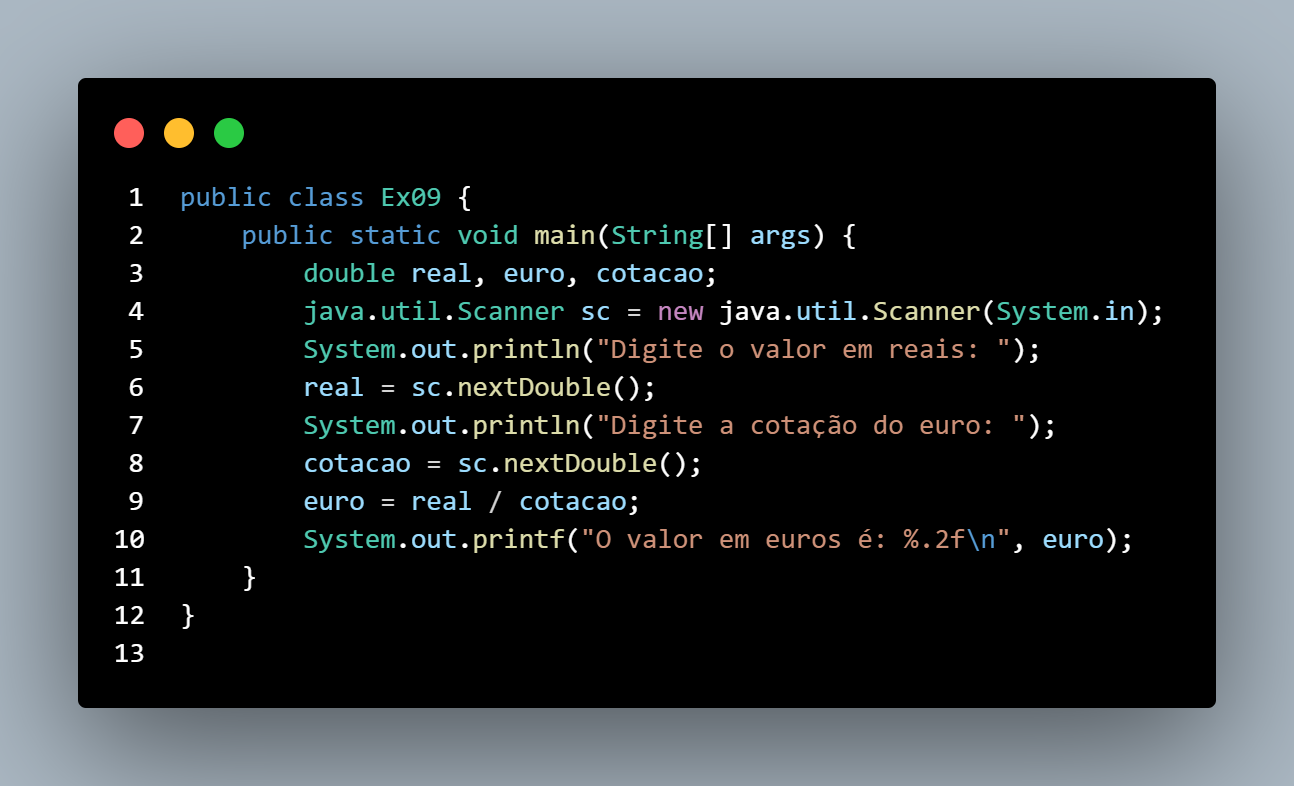 1 public class Ex09 {
2     public static void main(String[] args) {
3         double real, euro, cotacao;
4         java.util.Scanner sc = new java.util.Scanner(System.in);
5         System.out.println("Digite o valor em reais: ");
6         real = sc.nextDouble();
7         System.out.println("Digite a cotação do euro: ");
8         cotacao = sc.nextDouble();
9         euro = real / cotacao;
10         System.out.printf("O valor em euros é: %.2f\n", euro);
11     }
12 }
13